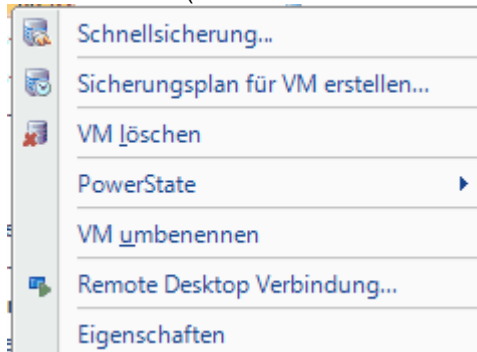 Schnellsicherung...
Sicherungsplan für VM erstellen...
VM löschen
PowerState
VM umbenennen
Remote Desktop Verbindung...
Eigenschaften